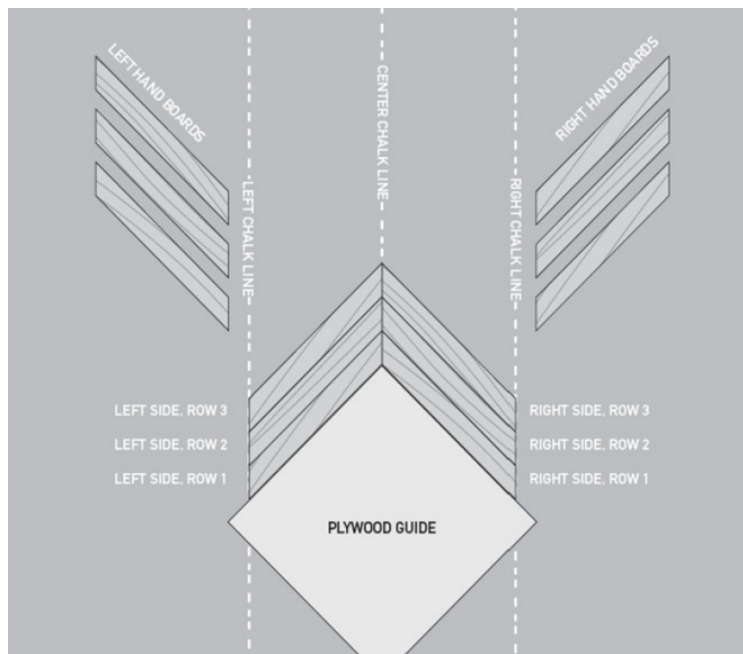 LEFT HAND BOARDS
CENTER CHALK LINE
RIGHT HAND BOARDS
LEFT CHALK LINE
RIGHT CHALK LINE
LEFT SIDE, ROW 3
RIGHT SIDE, ROW 3
LEFT SIDE, ROW 2
RIGHT SIDE, ROW 2
LEFT SIDE, ROW 1
RIGHT SIDE, ROW 1
PLYWOOD GUIDE